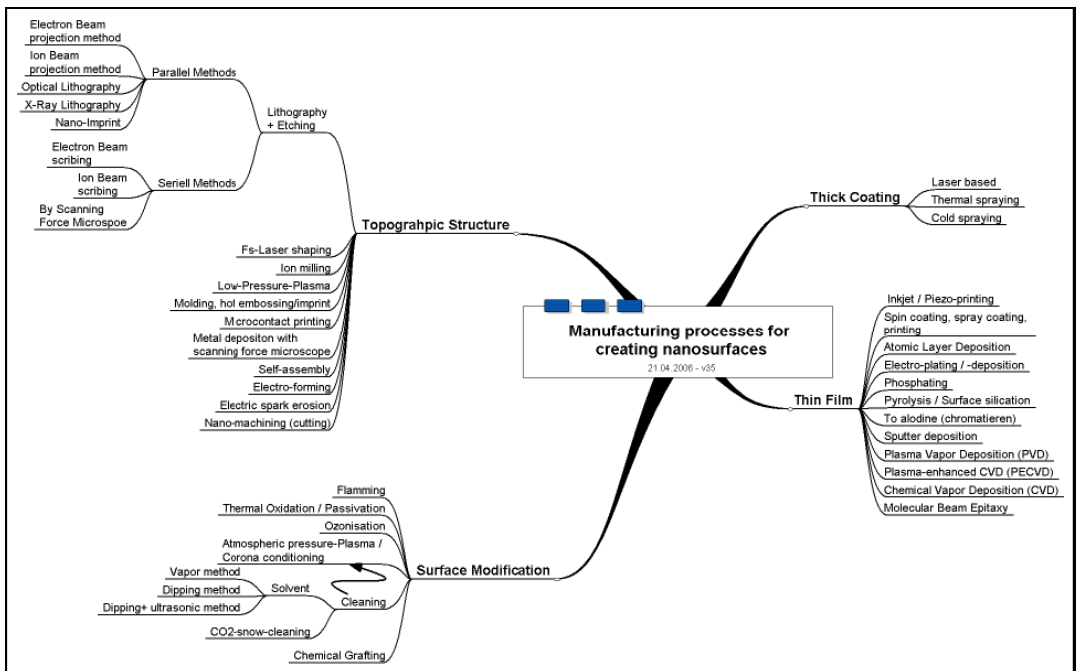 Electron Beam
projection method
Ion Beam
projection method
Optical Lithography
X-Ray Lithography
Nano-Imprint
Parallel Methods
Electron Beam
scribing
Ion Beam
scribing
By Scanning
Force Microspoe
Seriell Methods
Lithography
+ Etching
Topograhpic Structure
Fs-Laser shaping
Ion milling
Low-Pressure-Plasma
Molding, hot embossing/imprint
Microcontact printing
Metal depositon with
scanning force microscope
Self-assembly
Electro-forming
Electric spark erosion
Nano-machining (cutting)
Thick Coating
Laser based
Thermal spraying
Cold spraying
Manufacturing processes for
creating nanosurfaces
21.04.2006 - v35
Thin Film
Inkjet / Piezo-printing
Spin coating, spray coating,
printing
Atomic Layer Deposition
Electro-plating / -deposition
Phosphating
Pyrolysis / Surface silication
To alodine (chromatieren)
Sputter deposition
Plasma Vapor Deposition (PVD)
Plasma-enhanced CVD (PECVD)
Chemical Vapor Deposition (CVD)
Molecular Beam Epitaxy
Flamming
Thermal Oxidation / Passivation
Ozonisation
Atmospheric pressure-Plasma /
Corona conditioning
Surface Modification
Vapor method
Dipping method
Dipping+ ultrasonic method
Solvent
Cleaning
CO2-snow-cleaning
Chemical Grafting